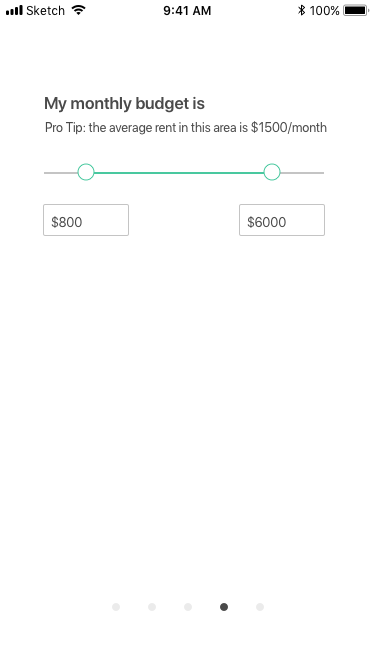 Sketch 9:41 AM 100%
My monthly budget is
Pro Tip: the average rent in this area is $1500/month
$800 $6000